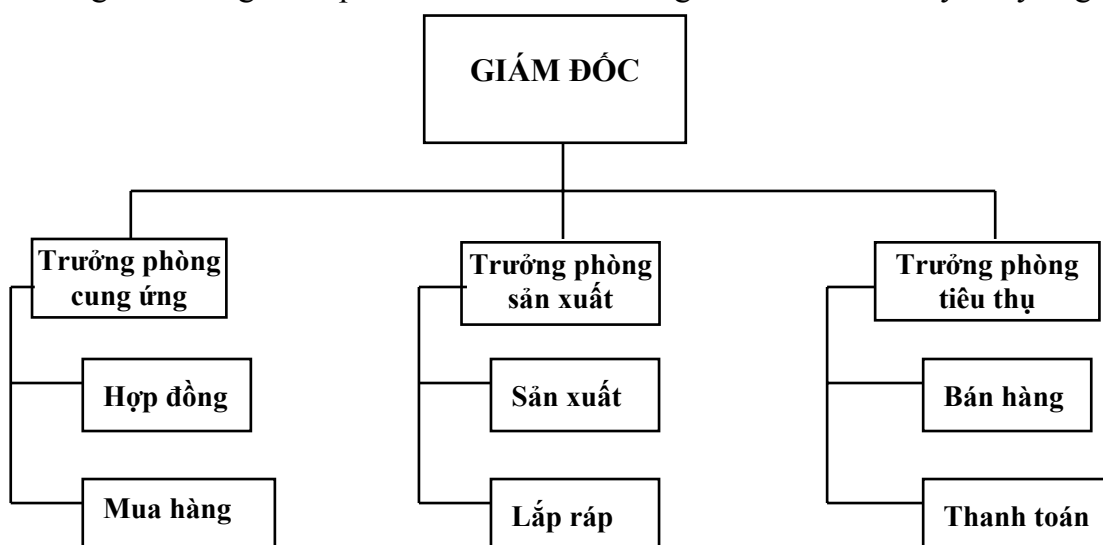 GIÁM ĐỐC
Trưởng phòng
cung ứng
Hợp đồng
Mua hàng
Trưởng phòng
sản xuất
Sản xuất
Lắp ráp
Trưởng phòng
tiêu thụ
Bán hàng
Thanh toán